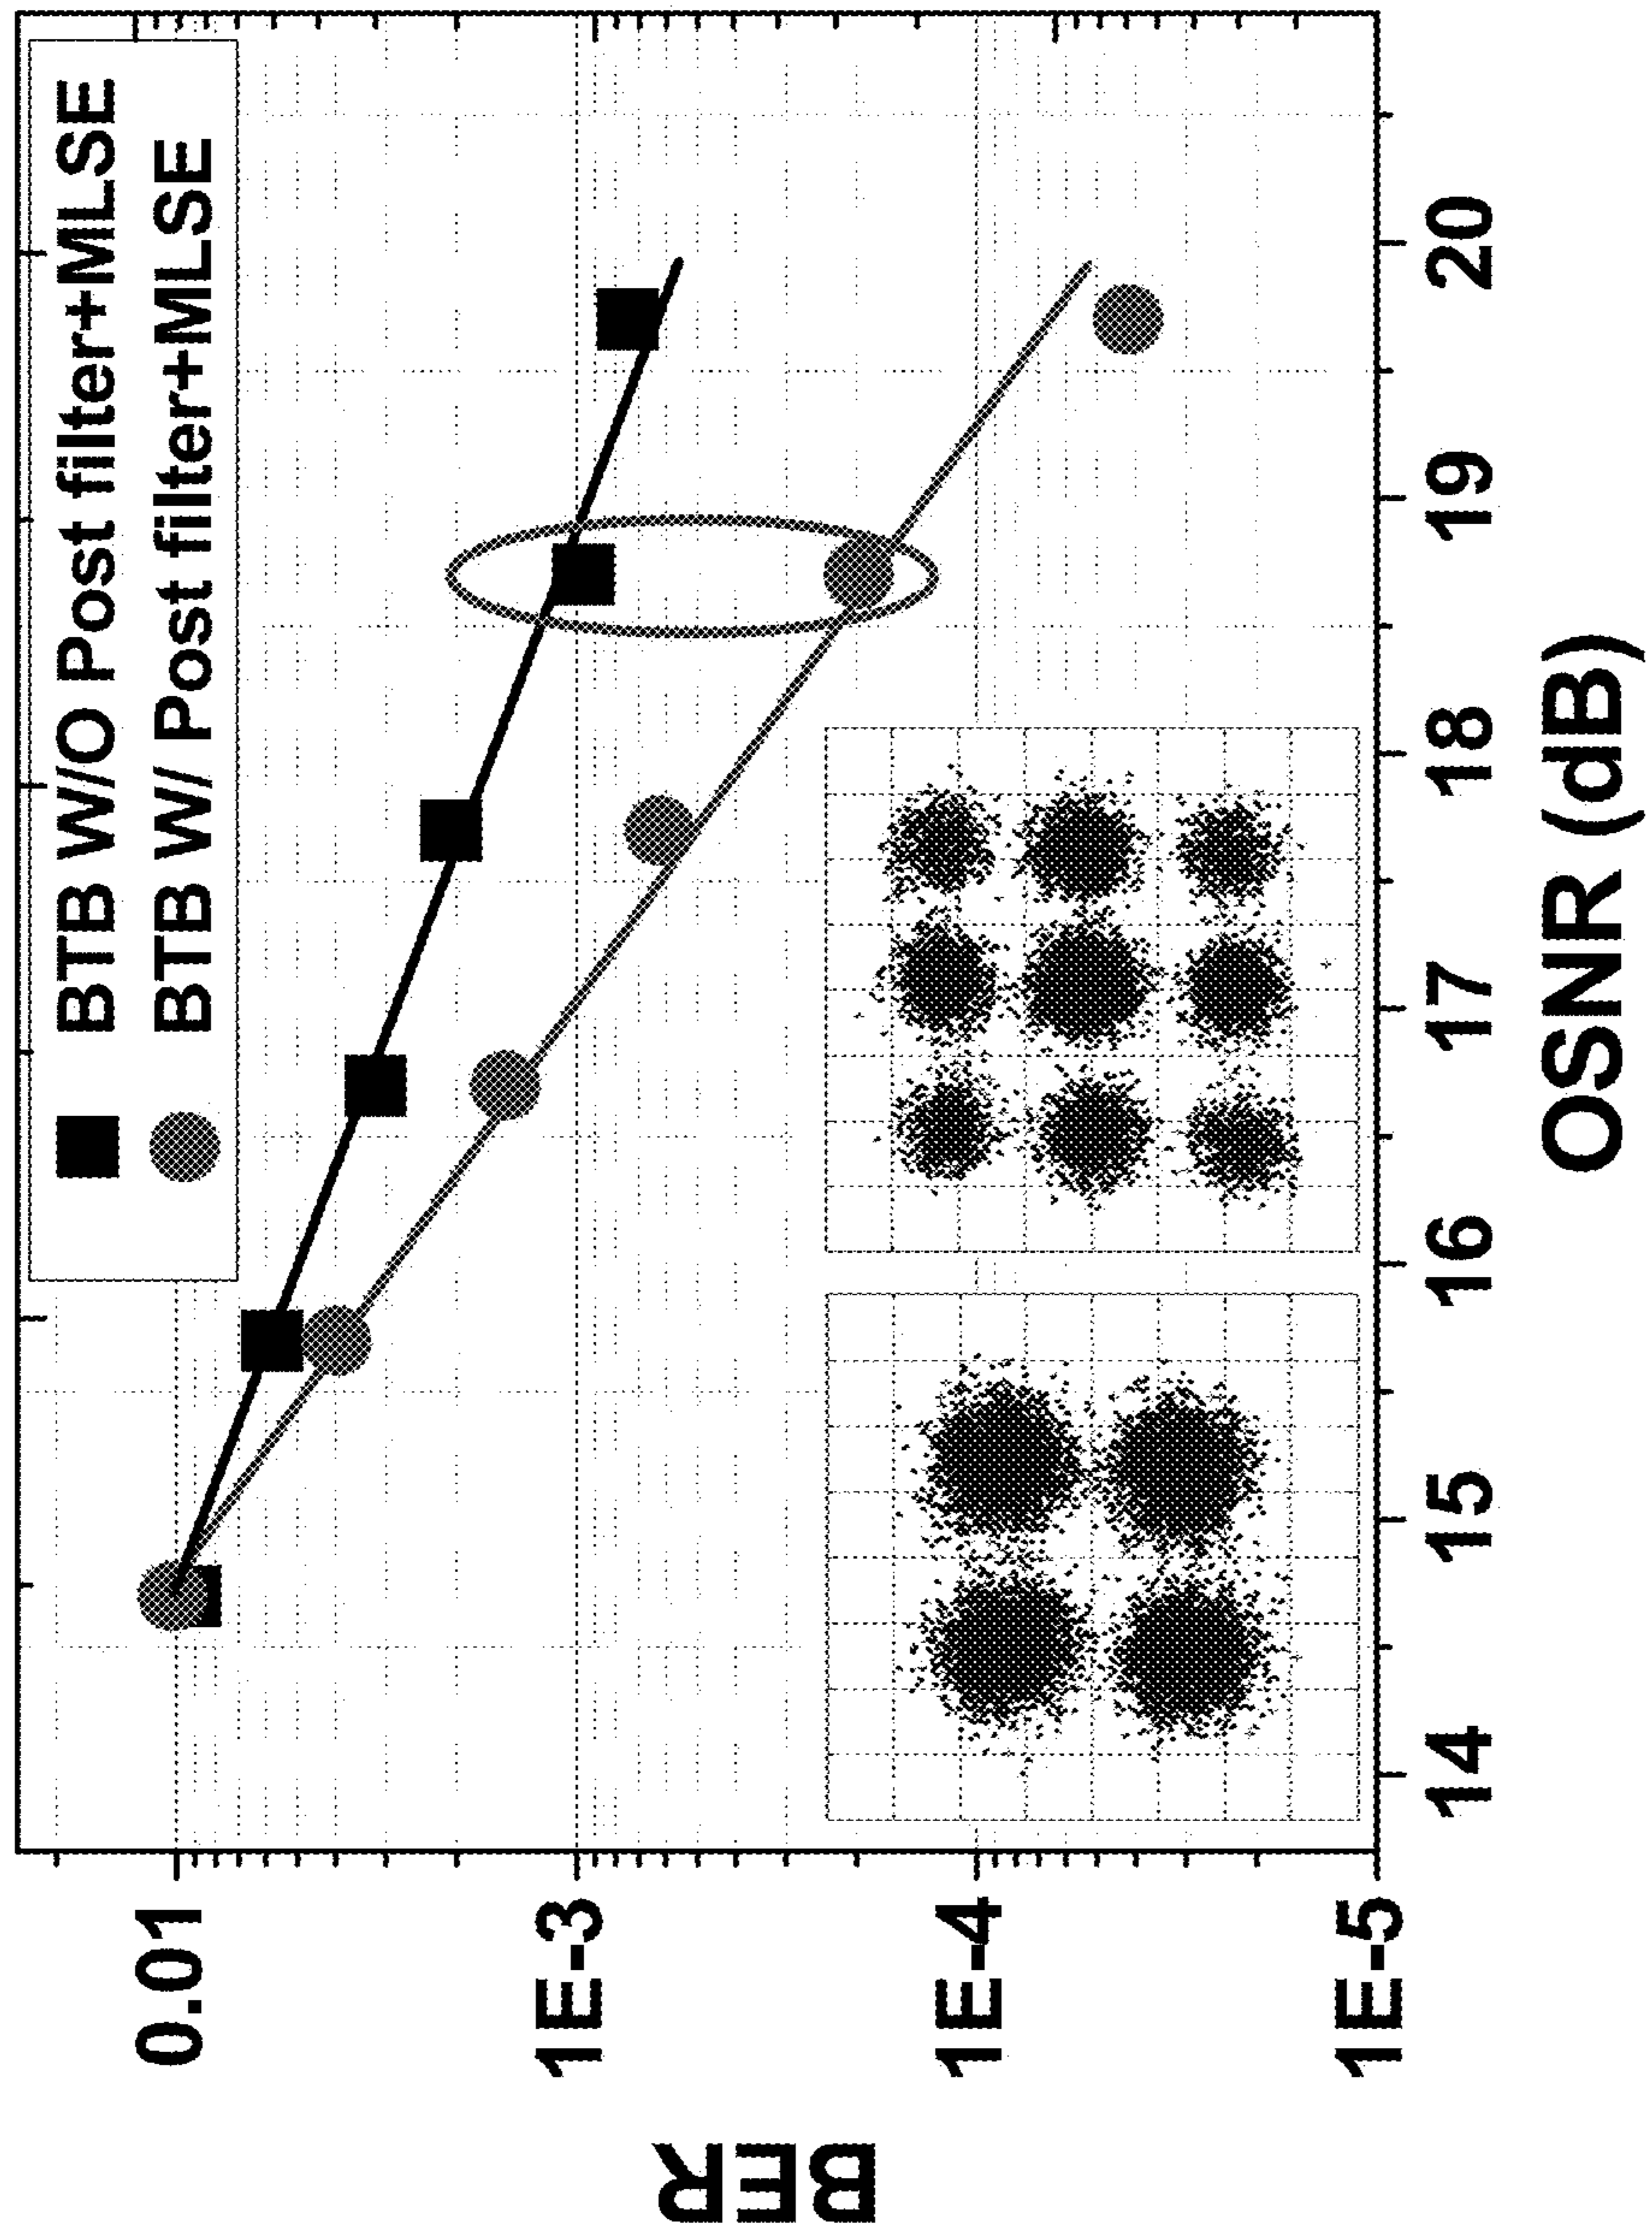 BTB W/O Post filter+MLSE
BTB W/ Post filter+MLSE
0.01
1E-3
1E-4
1E-5
BER
14 15 16 17 18 19 20
OSNR (dB)